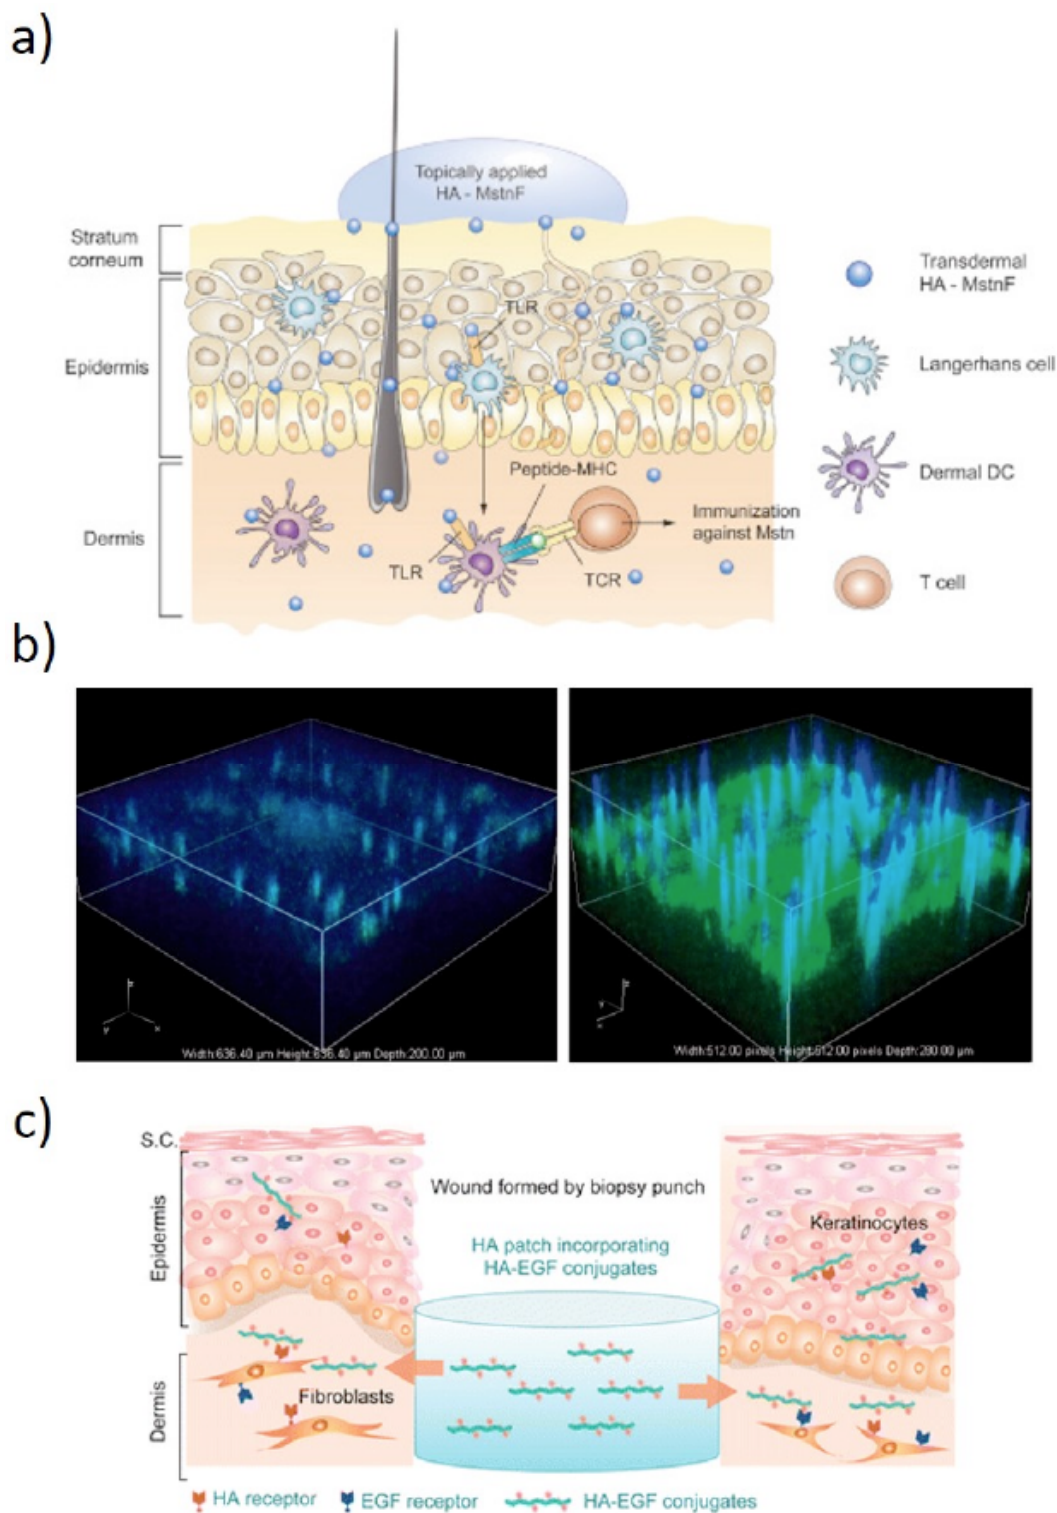 a)
Topically applied
HA - MstnF
Stratum
corneum
Epidermis
Dermis
TLR
Peptide-MHC
TLR
TCR
Immunization
against Mstn
Transdermal
HA - MstnF
Langerhans cell
Dermal DC
T cell
b)
z
y
x
Width:636.40 µm Height:636.40 µm Depth:200.00 µm
z
y
x
Width:512.00 pixels Height:512.00 pixels Depth:280.00 µm
c)
S.C.
Epidermis
Dermis
Wound formed by biopsy punch
HA patch incorporating
HA-EGF conjugates
Keratinocytes
Fibroblasts
HA receptor
EGF receptor
HA-EGF conjugates